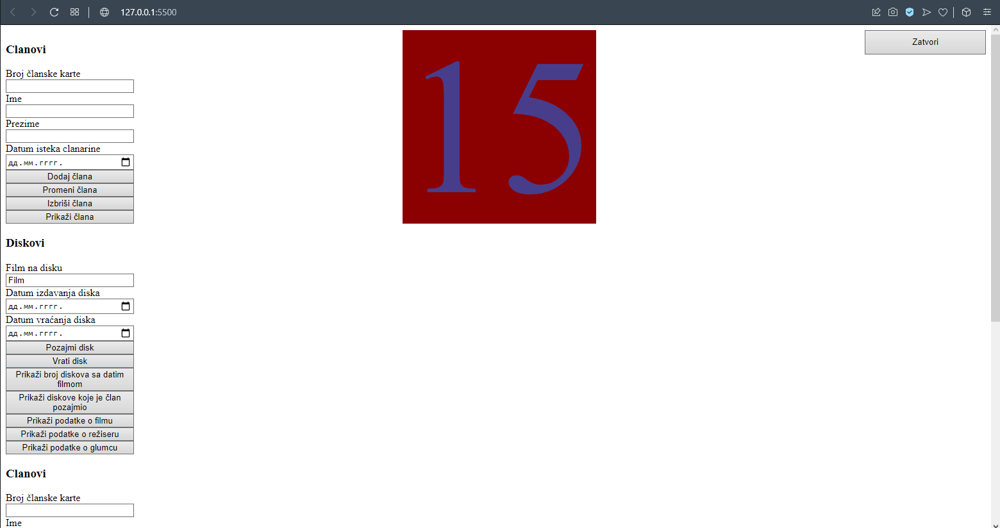 127.0.0.1:5500
Clanovi
Broj članske karte
Ime
Prezime
Datum isteka clanarine
дд.мм.гггг.
Dodaj člana
Promeni člana
Izbriši člana
Prikaži člana
Diskovi
Film na disku
Film
Datum izdavanja diska
дд.мм.гггг.
Datum vraćanja diska
дд.мм.гггг.
Pozajmi disk
Vrati disk
Prikaži broj diskova sa datim
filmom
Prikaži diskove koje je član
pozajmio
Prikaži podatke o filmu
Prikaži podatke o režiseru
Prikaži podatke o glumcu
Clanovi
Broj članske karte
Ime
15
Zatvori